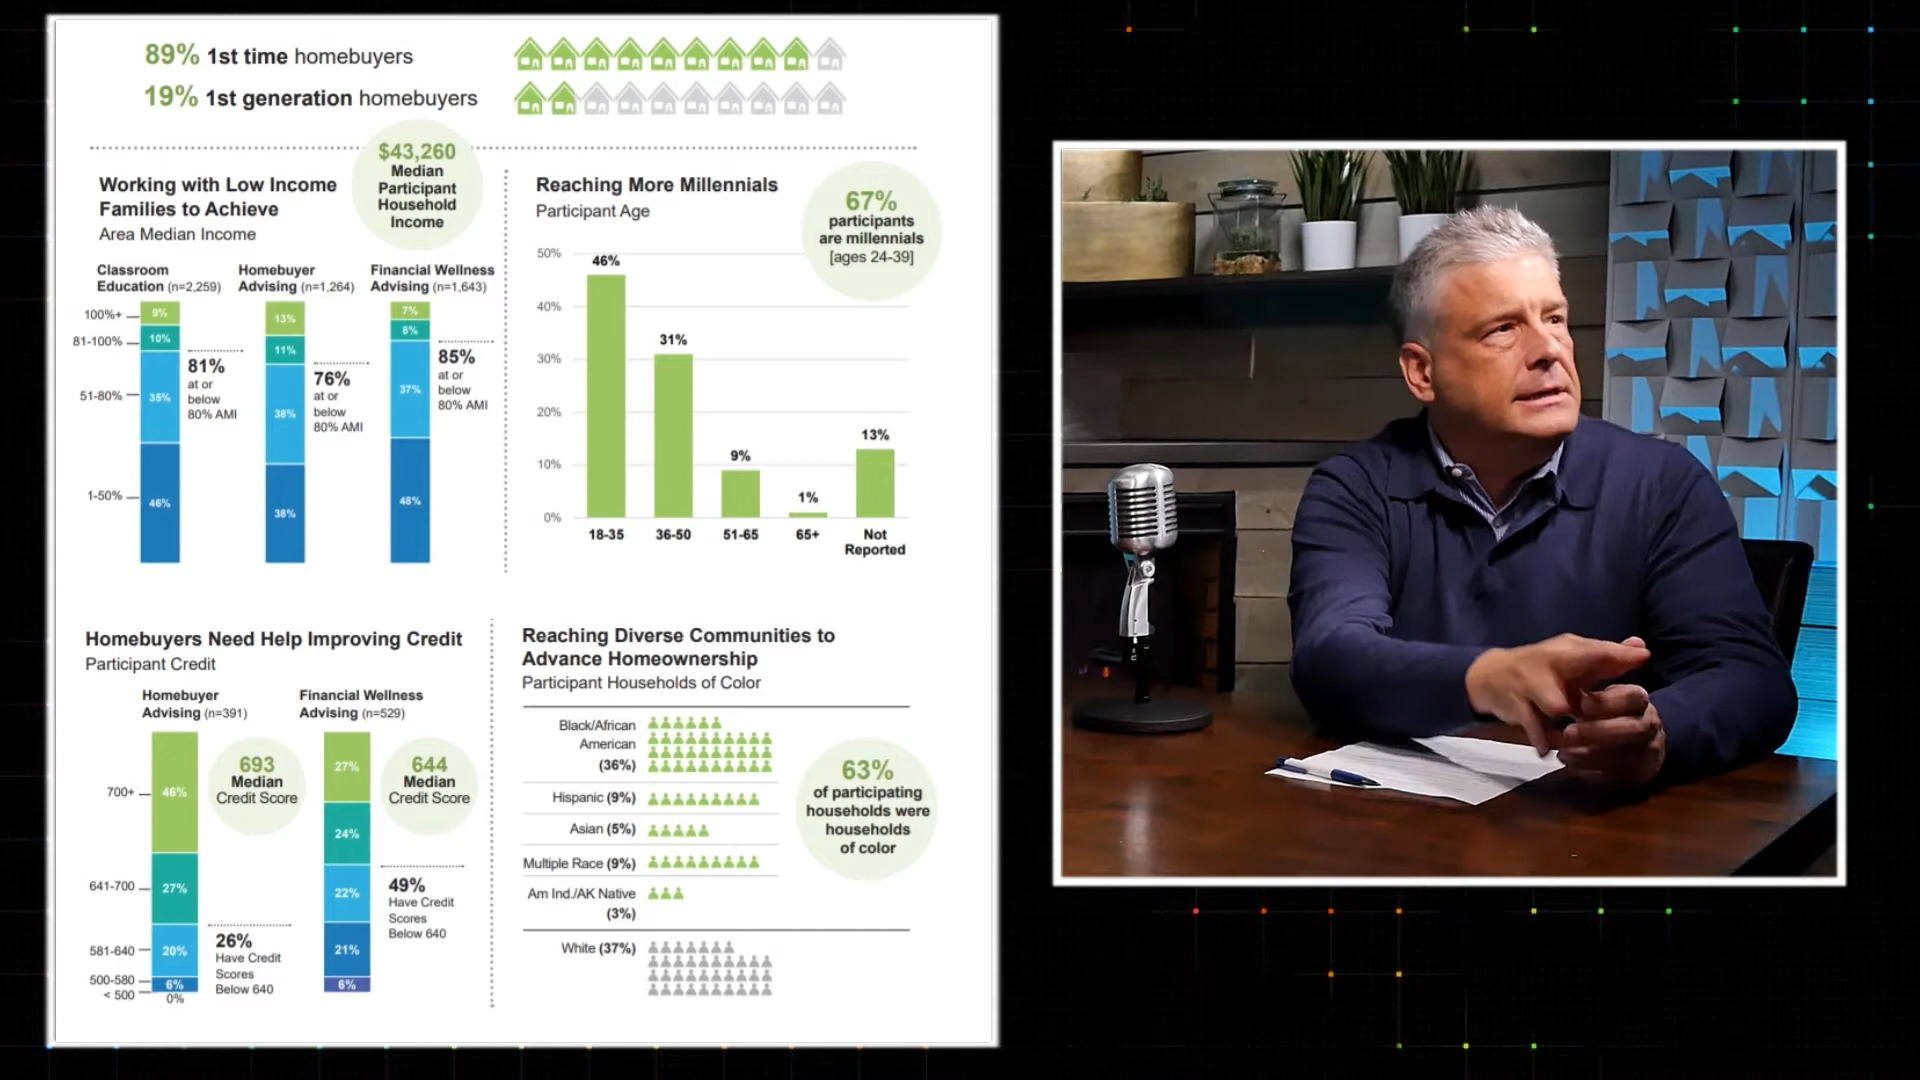 89% 1st time homebuyers
19% 1st generation homebuyers
$43,260
Median
Participant
Household
Income
Working with Low Income
Families to Achieve
Area Median Income
Classroom
Education (n=2,259)
Homebuyer
Advising (n=1,264)
Financial Wellness
Advising (n=1,643)
100%+
81-100%
51-80%
1-50%
9%
10%
35%
46%
81%
at or
below
80% AMI
13%
11%
38%
38%
76%
at or
below
80% AMI
7%
8%
37%
48%
85%
at or
below
80% AMI
Reaching More Millennials
Participant Age
67%
participants
are millennials
[ages 24-39]
50%
40%
30%
20%
10%
0%
46%
31%
9%
1%
13%
18-35
36-50
51-65
65+
Not
Reported
Homebuyers Need Help Improving Credit
Participant Credit
Homebuyer
Advising (n=391)
Financial Wellness
Advising (n=529)
700+
641-700
581-640
500-580
< 500
46%
27%
20%
6%
0%
693
Median
Credit Score
26%
Have Credit
Scores
Below 640
27%
24%
22%
21%
6%
644
Median
Credit Score
49%
Have Credit
Scores
Below 640
Reaching Diverse Communities to
Advance Homeownership
Participant Households of Color
Black/African
American
(36%)
Hispanic (9%)
Asian (5%)
Multiple Race (9%)
Am Ind./AK Native
(3%)
White (37%)
63%
of participating
households were
households
of color